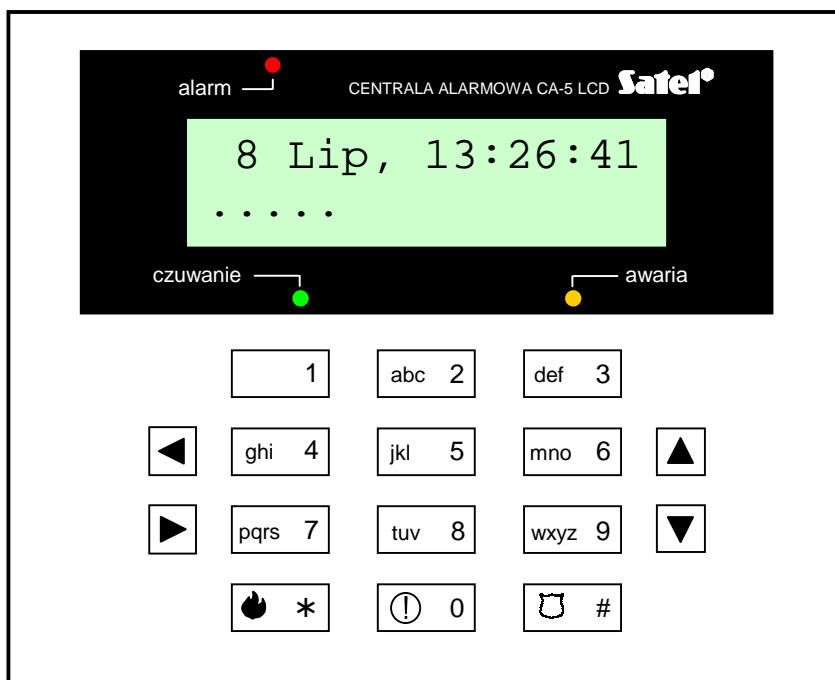 alarm
CENTRALA ALARMOWA CA-5 LCD Satel®
8 Lip, 13:26:41
.....
czuwanie
awaria
1
abc 2
def 3
ghi 4
jkl 5
mno 6
pqrs 7
tuv 8
wxyz 9
*
! 0
#